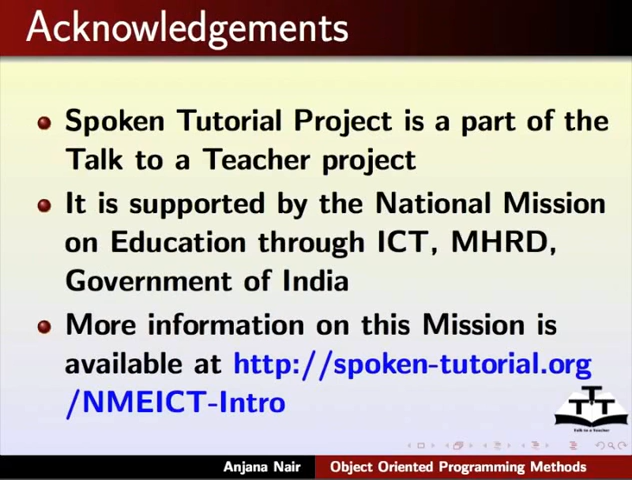 Acknowledgements
Spoken Tutorial Project is a part of the
Talk to a Teacher project
It is supported by the National Mission
on Education through ICT, MHRD,
Government of India
More information on this Mission is
available at http://spoken-tutorial.org
/NMEICT-Intro
TTT
Talk to a Teacher
Anjana Nair Object Oriented Programming Methods